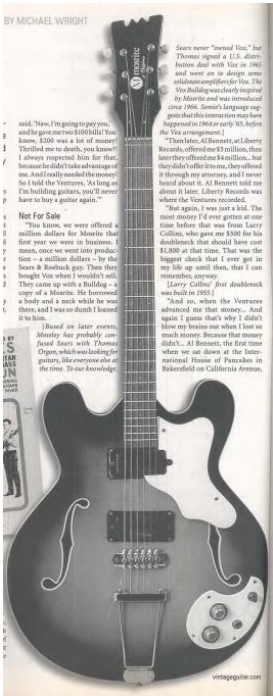 BY MICHAEL WRIGHT
mosrite
said, 'Naw, I'm going to pay you,'
and he gave me two $100 bills! You
know, $200 was a lot of money!
Thrilled me to death, you know?!
I always respected him for that,
because he didn't take advantage of
me. And I really needed the money!
So I told the Ventures, 'As long as
I'm building guitars, you'll never
have to buy a guitar again.'"
Not For Sale
"You know, we were offered a
million dollars for Mosrite that
first year we were in business. I
mean, once we went into produc-
tion – a million dollars – by the
Sears & Roebuck guy. Then they
bought Vox when I wouldn't sell.
They came up with a Bulldog – a
copy of a Mosrite. He borrowed
a body and a neck while he was
there, and I was so dumb I loaned
it to him.
[Based on later events,
Moseley has probably con-
fused Sears with Thomas
Organ, which was looking for
guitars, like everyone else at
the time. To our knowledge,
Sears never "owned Vox," but
Thomas signed a U.S. distri-
bution deal with Vox in 1965
and went on to design some
solidstate amplifiers for Vox. The
Vox Bulldog was clearly inspired
by Mosrite and was introduced
circa 1966. Semie's language sug-
gests that this interaction may have
happened in 1964 or early '65, before
the Vox arrangement.]
"Then later, Al Bennett, at Liberty
Records, offered me $3 million, then
later they offered me $4 million... but
they didn't offer it to me, they offered
it through my attorney, and I never
heard about it. Al Bennett told me
about it later. Liberty Records was
where the Ventures recorded.
"But again, I was just a kid. The
most money I'd ever gotten at one
time before that was from Larry
Collins, who gave me $500 for his
doubleneck that should have cost
$1,800 at that time. That was the
biggest check that I ever got in
my life up until then, that I can
remember, anyway.
[Larry Collins' first doubleneck
was built in 1955.]
"And so, when the Ventures
advanced me that money... And
again I guess that's why I didn't
blow my brains out when I lost so
much money. Because that money
didn't... Al Bennett, the first time
when we sat down at the Inter-
national House of Pancakes in
Bakersfield on California Avenue,
vintageguitar.com